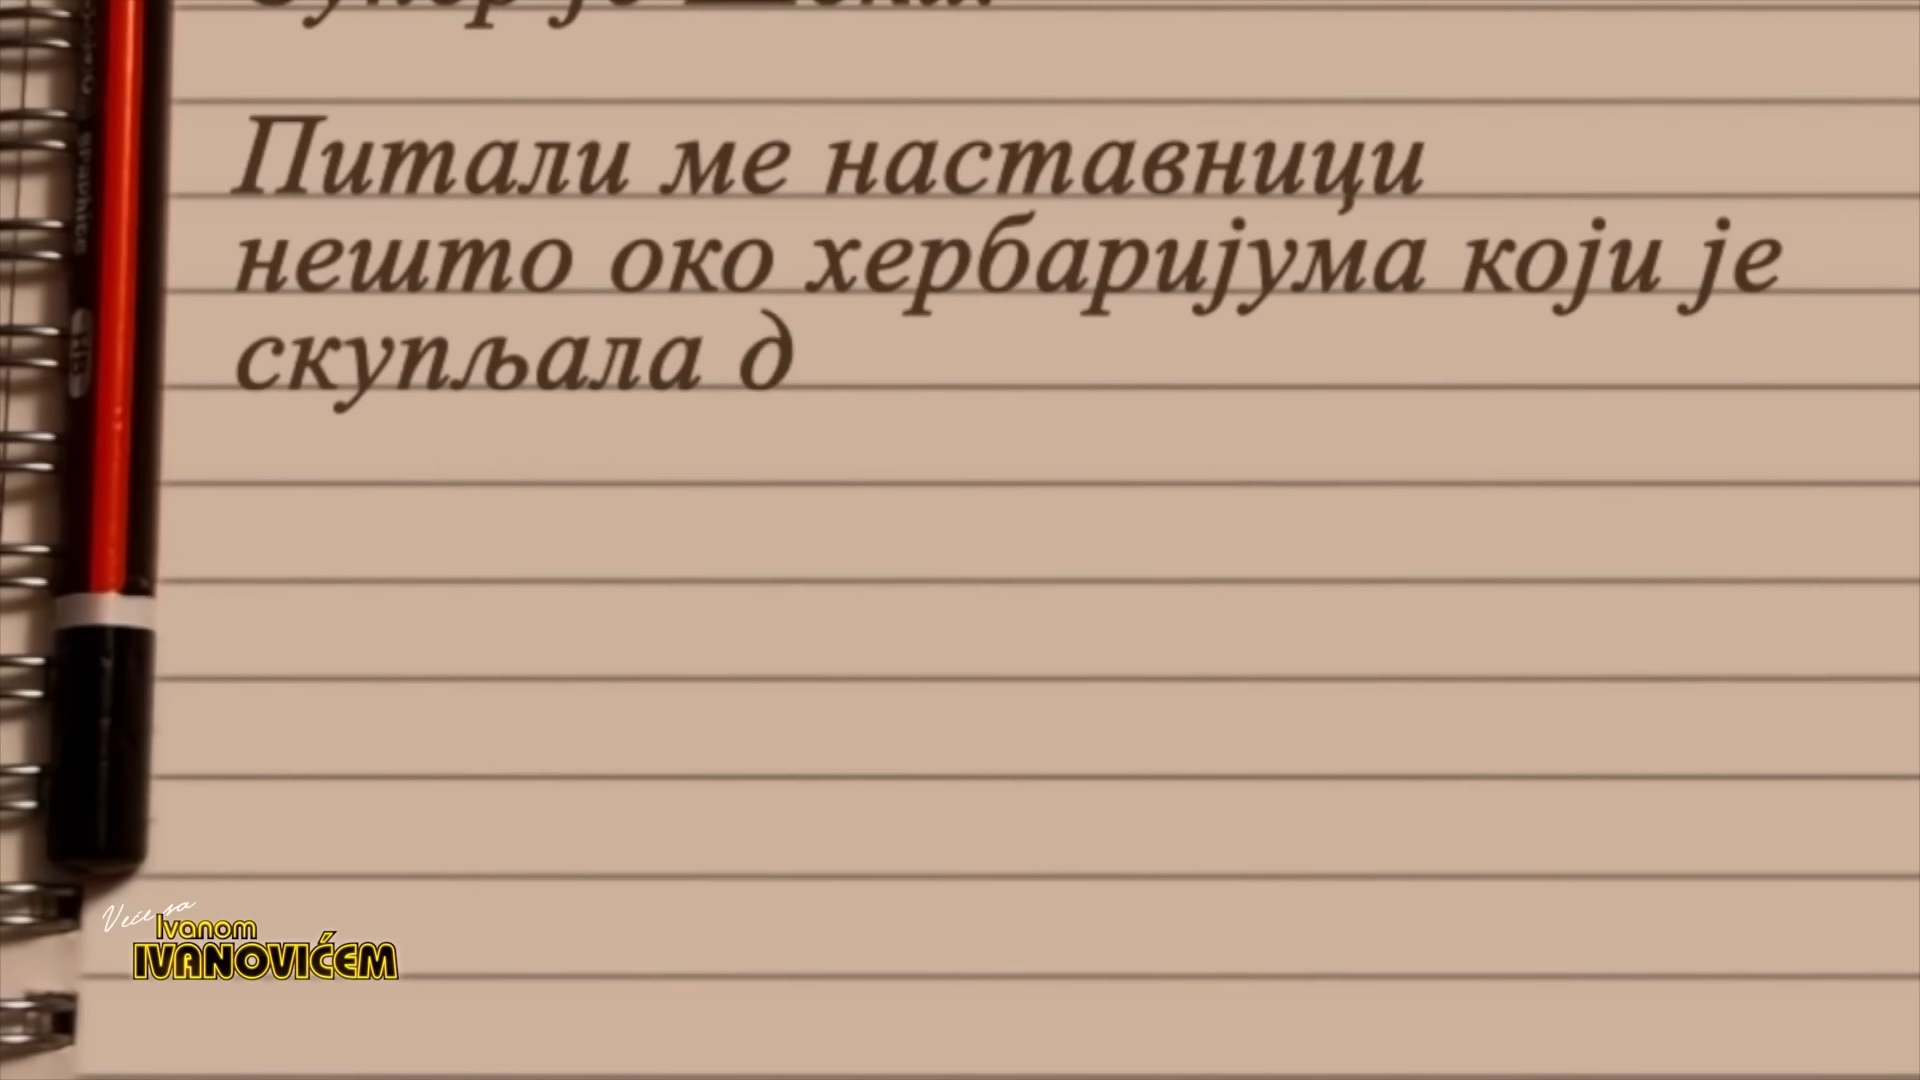 Питали ме наставници
нешто око хербаријума који је
скупљала д
Veče sa
Ivanom
IVANOVIĆEM